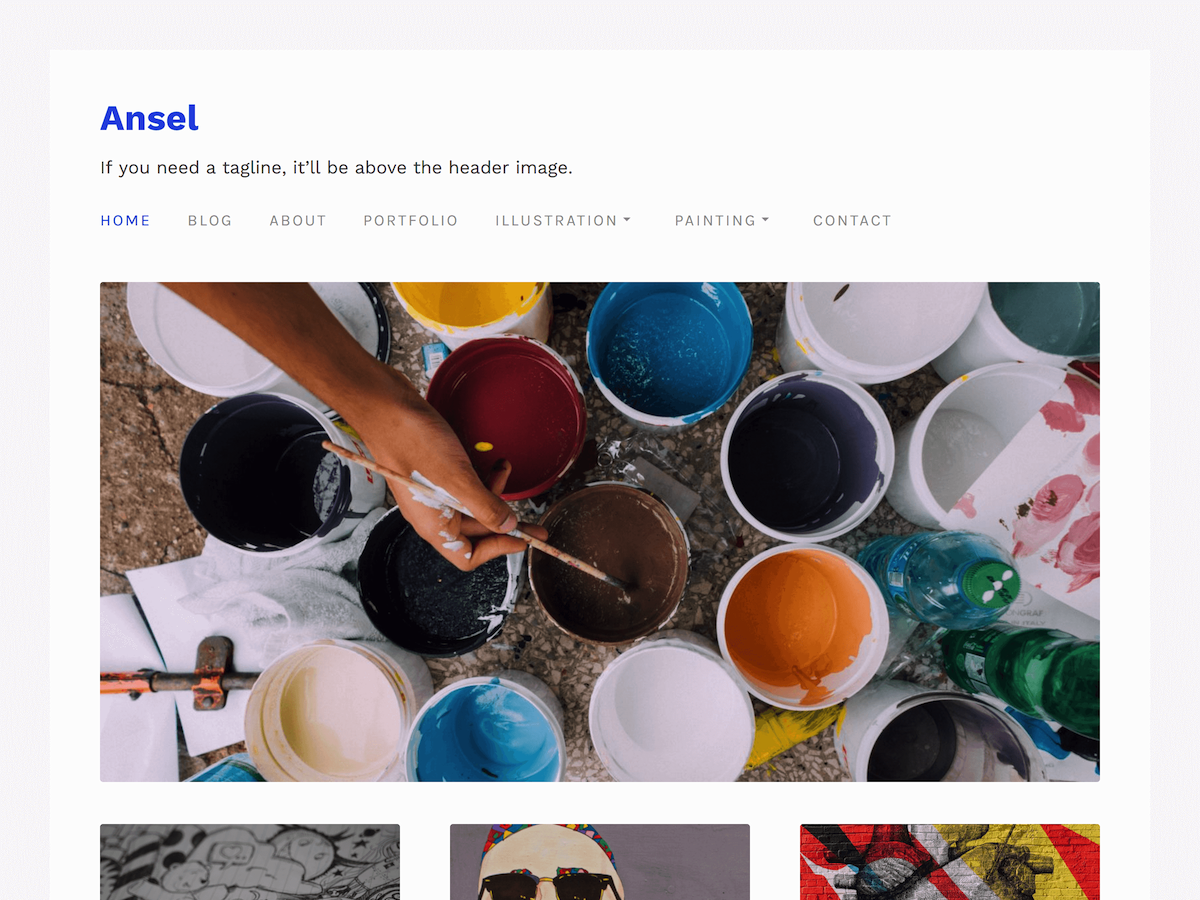 Ansel
If you need a tagline, it’ll be above the header image.
HOME BLOG ABOUT PORTFOLIO ILLUSTRATION PAINTING CONTACT